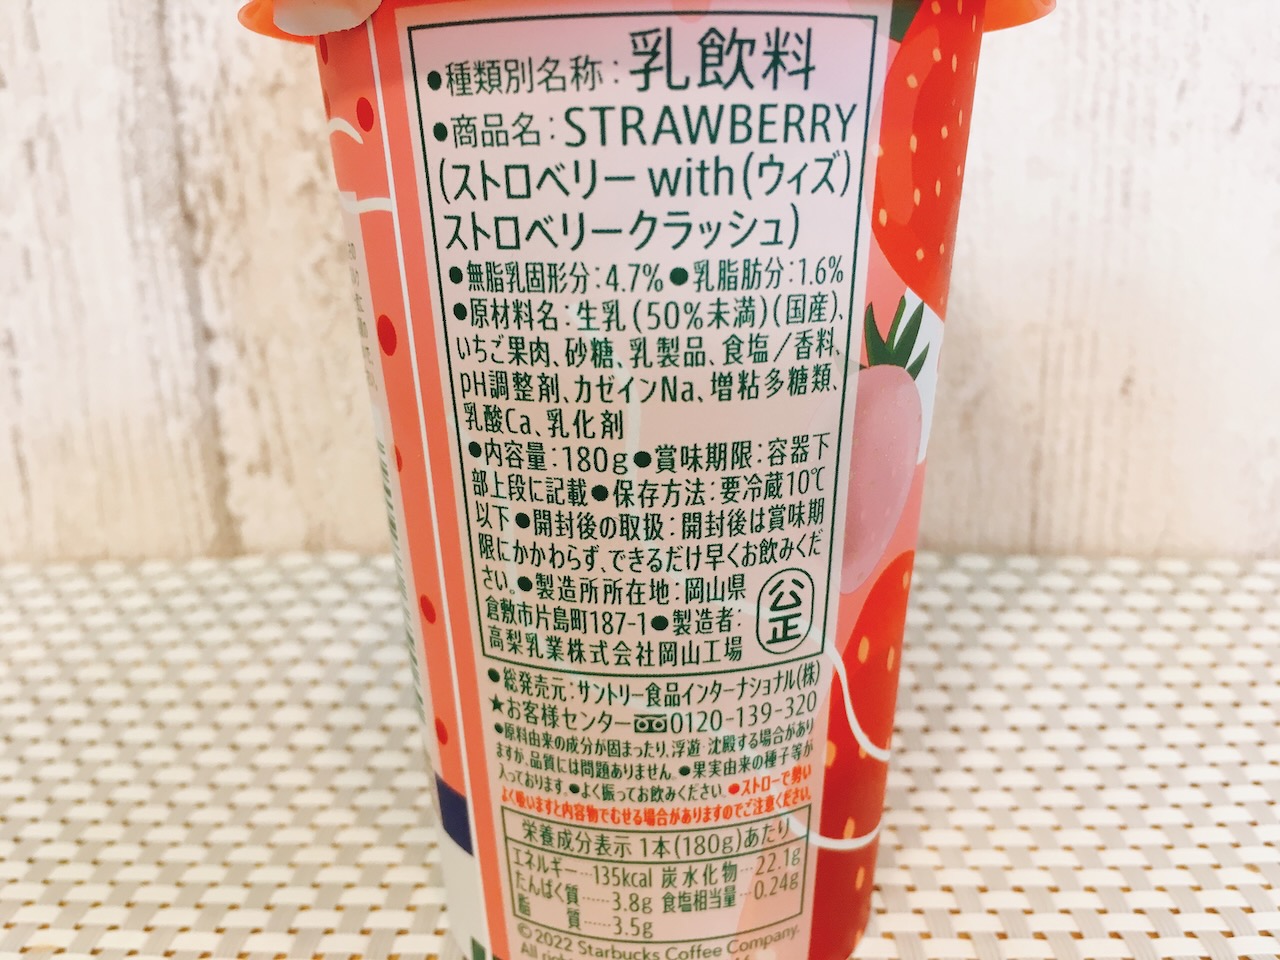 ●種類別名称:乳飲料
●商品名:STRAWBERRY
(ストロベリー with(ウィズ)
ストロベリークラッシュ)
●無脂乳固形分:4.7%●乳脂肪分:1.6%
●原材料名:生乳(50%未満)(国産)、
いちご果肉、砂糖、乳製品、食塩/香料、
pH調整剤、カゼインNa、増粘多糖類、
乳酸Ca、乳化剤
●内容量:180g●賞味期限:容器下
部上段に記載●保存方法:要冷蔵10℃
以下●開封後の取扱:開封後は賞味期
限にかかわらず、できるだけ早くお飲みくだ
さい。●製造所所在地:岡山県
倉敷市片島町187-1●製造者:
高梨乳業株式会社岡山工場
公正
●総発売元:サントリー食品インターナショナル(株)
★お客様センター 0120-139-320
●原料由来の成分が固まったり、浮遊・沈殿する場合があり
ますが、品質には問題ありません。●果実由来の種子等が
入っております。●よく振ってお飲みください。●ストローで勢い
よく吸いますと内容物でむせる場合がありますのでご注意ください。
栄養成分表示 1本(180g)あたり
エネルギー…135kcal 炭水化物…22.1g
たんぱく質……3.8g 食塩相当量…0.24g
脂 質……3.5g
©2022 Starbucks Coffee Company.
All